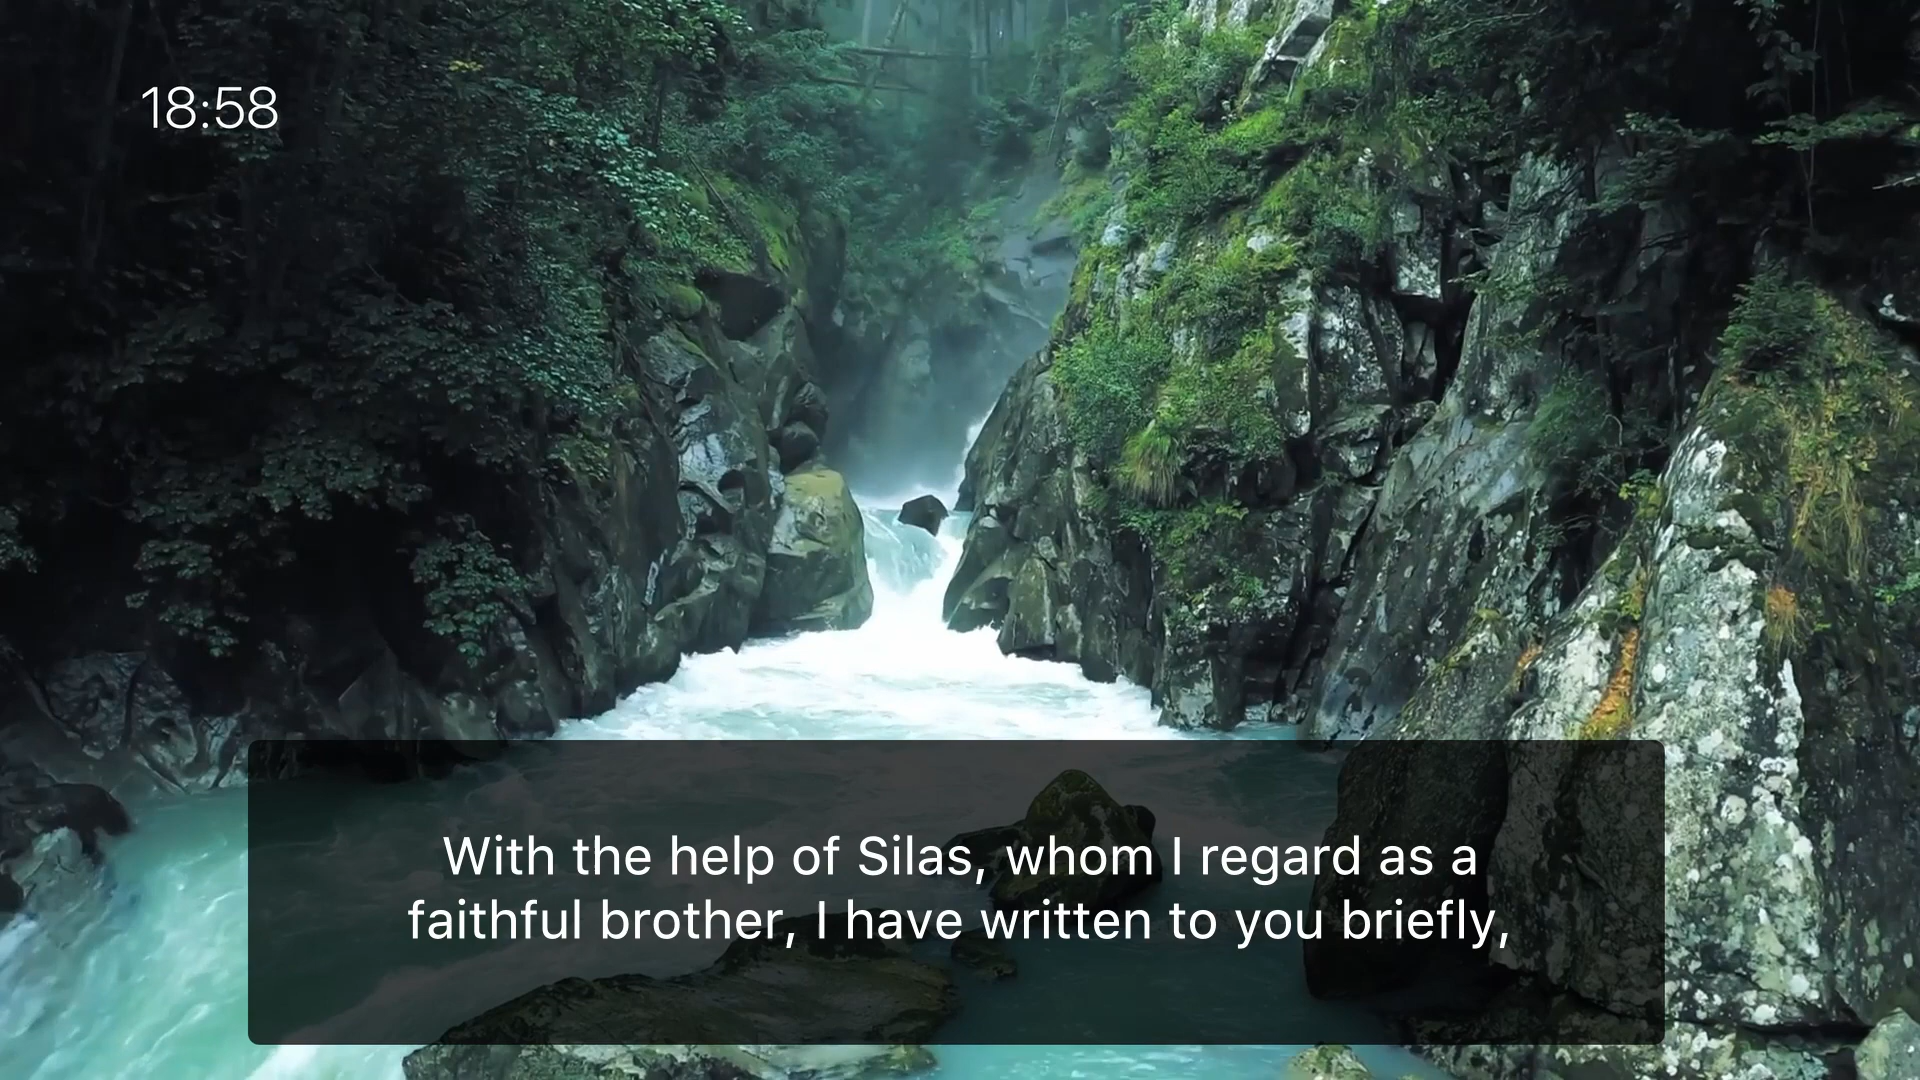 18:58
With the help of Silas, whom I regard as a
faithful brother, I have written to you briefly,